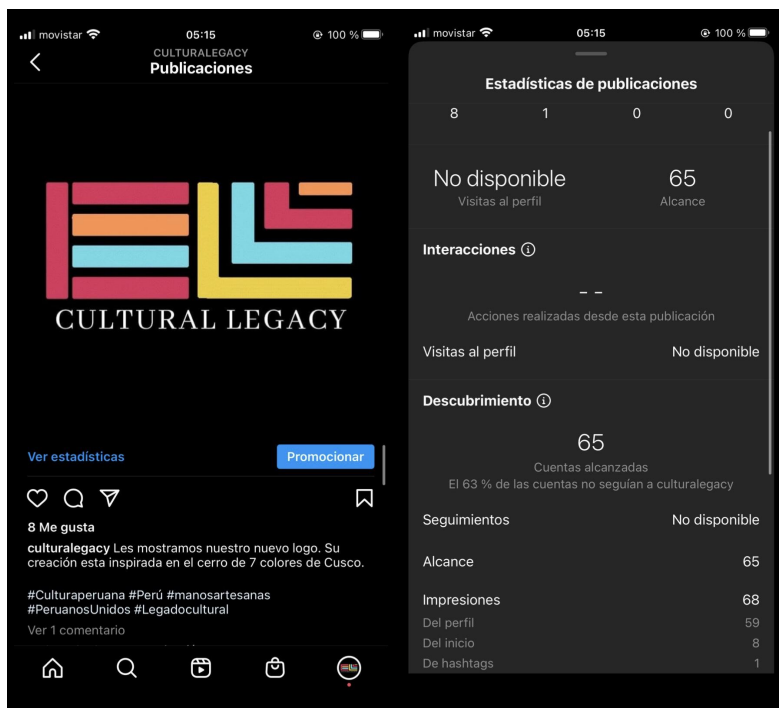 movistar 05:15 100 %
CULTURALEGACY
Publicaciones
CULTURAL LEGACY
Ver estadísticas Promocionar
8 Me gusta
culturalegacy Les mostramos nuestro nuevo logo. Su
creación esta inspirada en el cerro de 7 colores de Cusco.
#Culturaperuana #Perú #manosartesanas
#PeruanosUnidos #Legadocultural
Ver 1 comentario
movistar 05:15 100 %
Estadísticas de publicaciones
8 1 0 0
No disponible 65
Visitas al perfil Alcance
Interacciones
– –
Acciones realizadas desde esta publicación
Visitas al perfil No disponible
Descubrimiento
65
Cuentas alcanzadas
El 63 % de las cuentas no seguían a culturalegacy
Seguimientos No disponible
Alcance 65
Impresiones 68
Del perfil 59
Del inicio 8
De hashtags 1